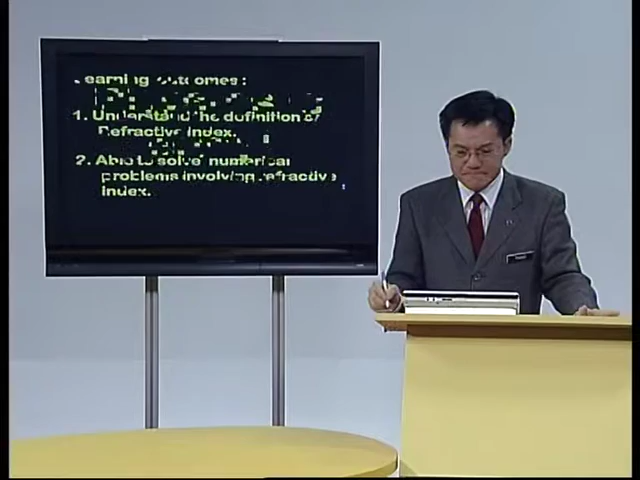 Learning outcomes:
1. Understand the definition of
Refractive Index.
2. Able to solve numerical
problems involving refractive
index.